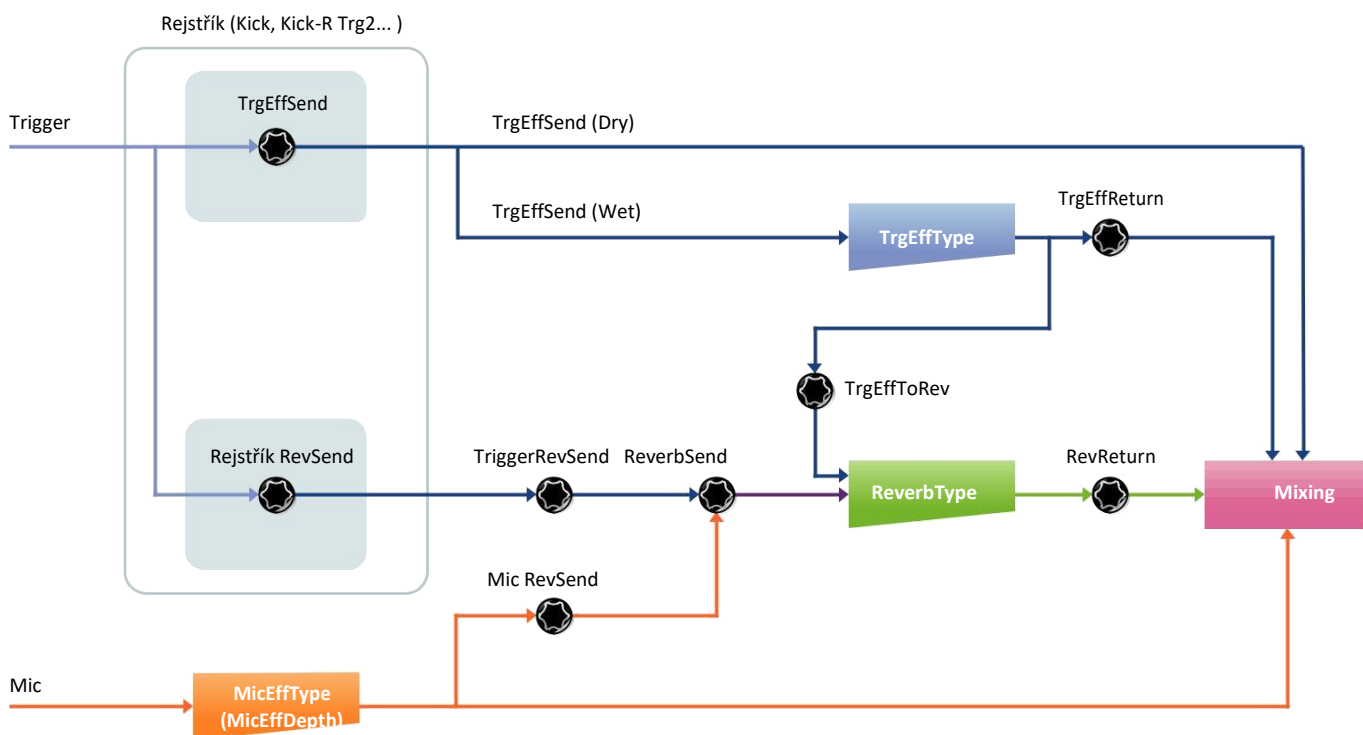 Rejstřík (Kick, Kick-R Trg2... )
TrgEffSend
Trigger
TrgEffSend (Dry)
TrgEffSend (Wet)
TrgEffType
TrgEffReturn
TrgEffToRev
Rejstřík RevSend
TriggerRevSend
ReverbSend
ReverbType
RevReturn
Mixing
Mic RevSend
Mic
MicEffType
(MicEffDepth)